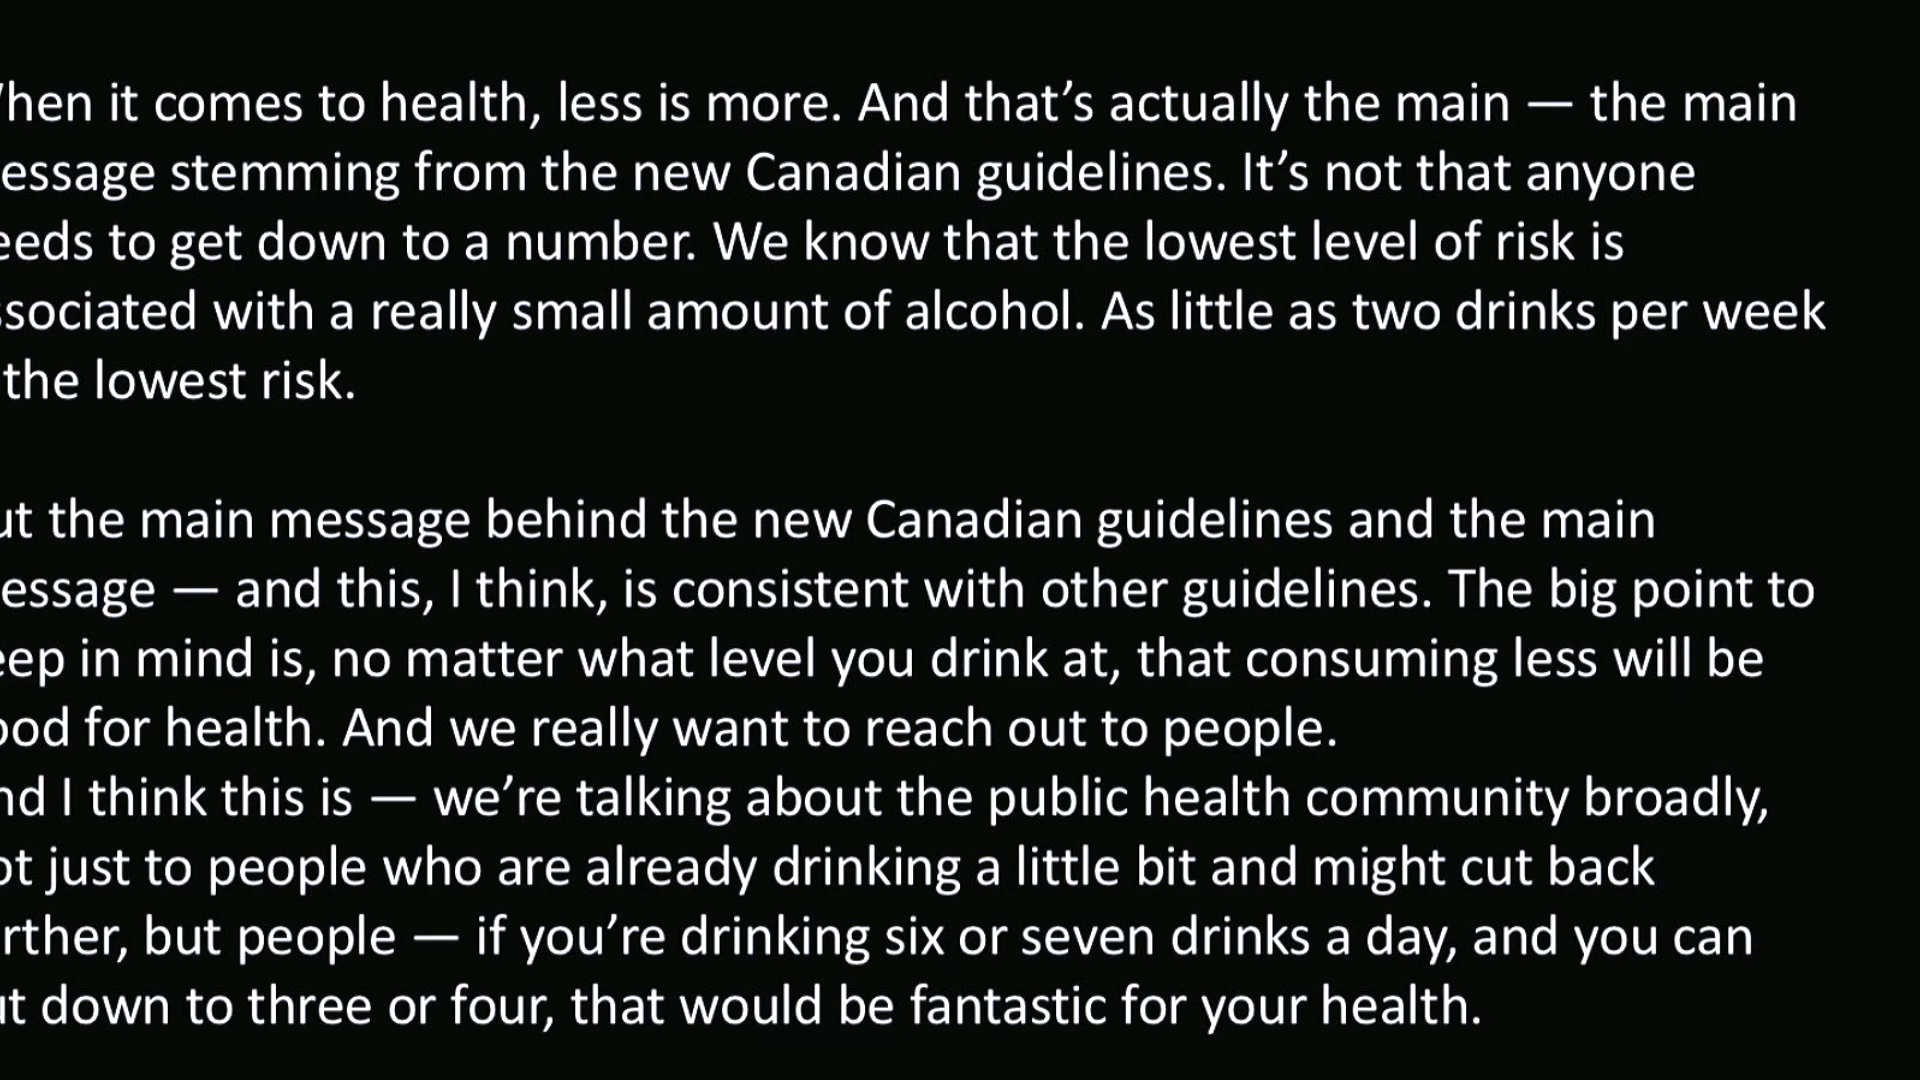 hen it comes to health, less is more. And that’s actually the main — the main
essage stemming from the new Canadian guidelines. It’s not that anyone
eeds to get down to a number. We know that the lowest level of risk is
ssociated with a really small amount of alcohol. As little as two drinks per week
the lowest risk.

ut the main message behind the new Canadian guidelines and the main
essage — and this, I think, is consistent with other guidelines. The big point to
eep in mind is, no matter what level you drink at, that consuming less will be
ood for health. And we really want to reach out to people.
nd I think this is — we’re talking about the public health community broadly,
ot just to people who are already drinking a little bit and might cut back
rther, but people — if you’re drinking six or seven drinks a day, and you can
ut down to three or four, that would be fantastic for your health.